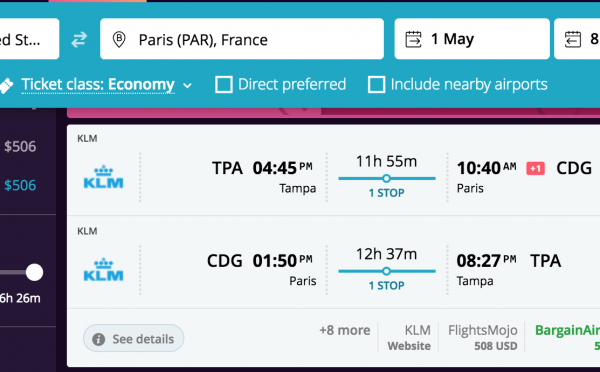 ed St...
B
Paris (PAR), France
1 May
8
Ticket class: Economy
Direct preferred
Include nearby airports
$506
$506
6h 26m
KLM
KLM
TPA 04:45 PM
Tampa
11h 55m
1 STOP
10:40 AM +1 CDG
Paris
KLM
KLM
CDG 01:50 PM
Paris
12h 37m
1 STOP
08:27 PM TPA
Tampa
i See details
+8 more
KLM
Website
FlightsMojo
508 USD
BargainAir
5